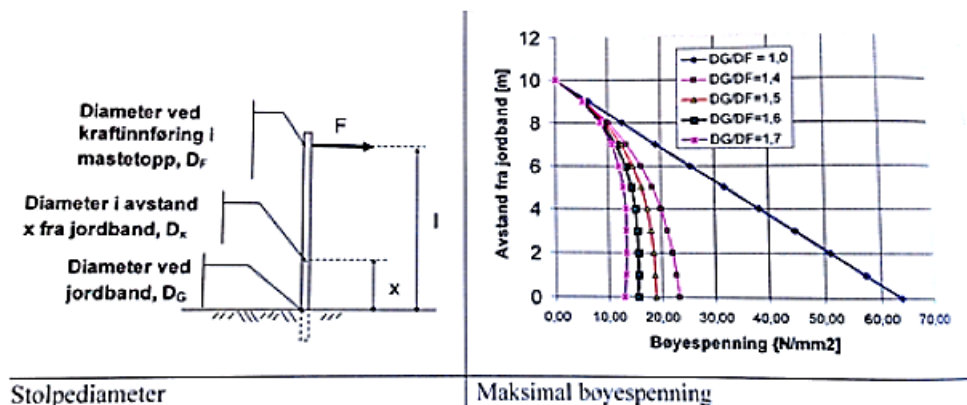 Diameter ved
kraftinnføring i
mastetopp, DF
F
Diameter i avstand
x fra jordband, Dx
l
Diameter ved
jordband, DG
x
Stolpediameter
12
10
8
6
4
2
0
Avstand fra jordband [m]
DG/DF = 1,0
DG/DF=1,4
DG/DF=1,5
DG/DF=1,6
DG/DF=1,7
0,00 10,00 20,00 30,00 40,00 50,00 60,00 70,00
Bøyespenning {N/mm2]
Maksimal bøyespenning